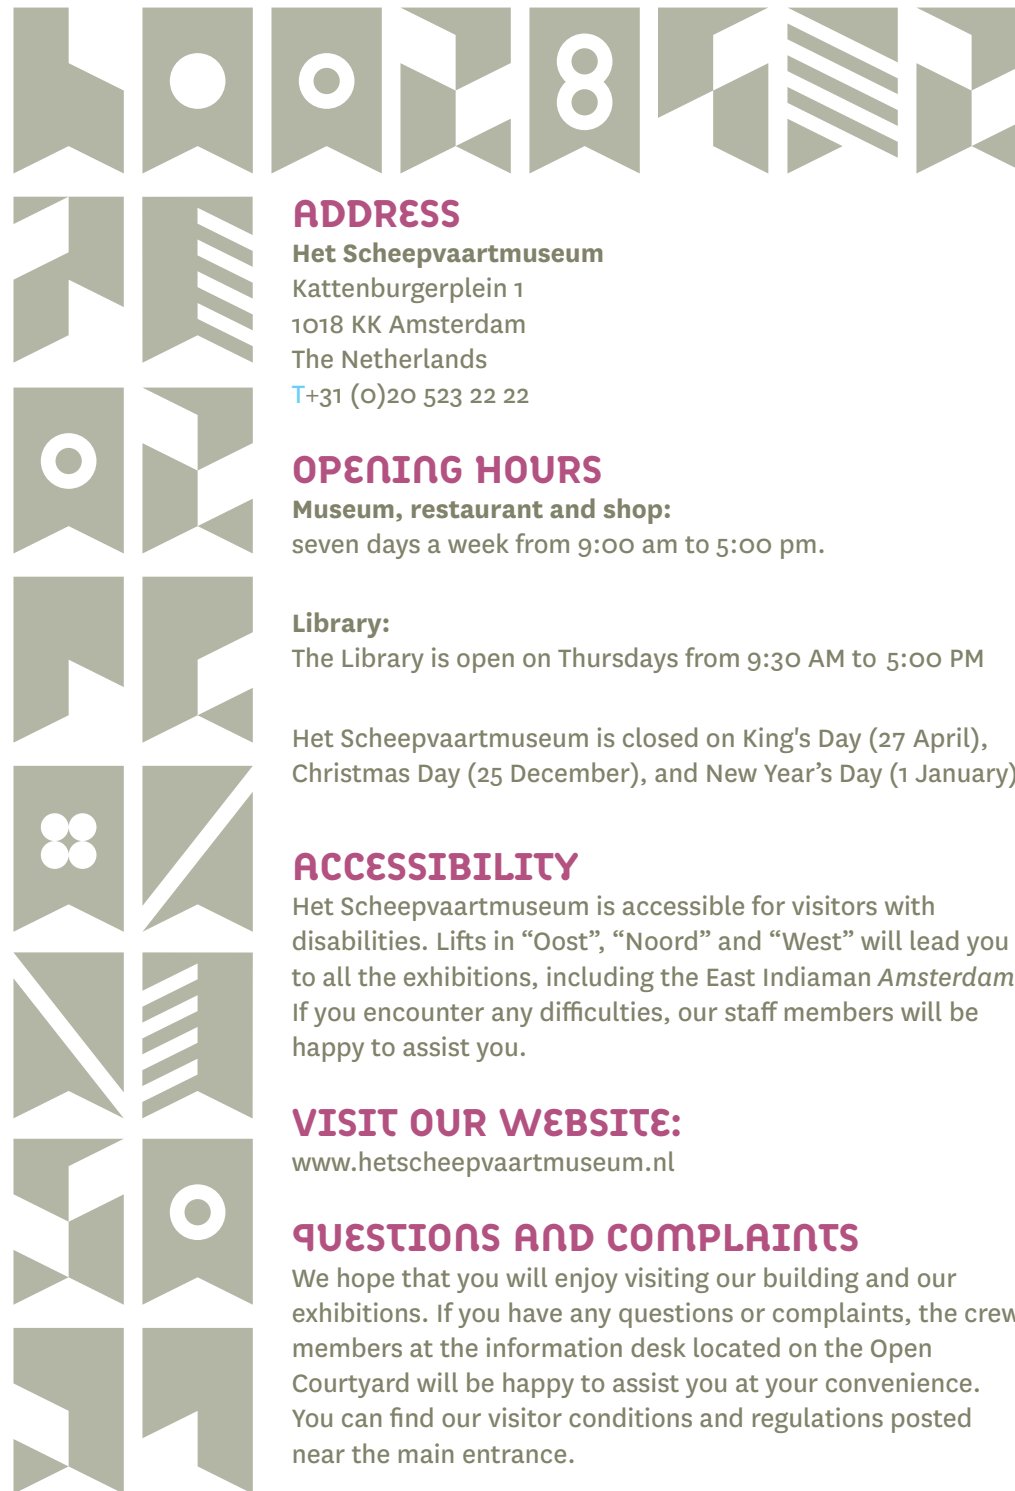 ADDRESS
Het Scheepvaartmuseum
Kattenburgerplein 1
1018 KK Amsterdam
The Netherlands
T+31 (0)20 523 22 22
OPENING HOURS
Museum, restaurant and shop:
seven days a week from 9:00 am to 5:00 pm.
Library:
The Library is open on Thursdays from 9:30 AM to 5:00 PM
Het Scheepvaartmuseum is closed on King's Day (27 April),
Christmas Day (25 December), and New Year’s Day (1 January)
ACCESSIBILITY
Het Scheepvaartmuseum is accessible for visitors with
disabilities. Lifts in “Oost”, “Noord” and “West” will lead you
to all the exhibitions, including the East Indiaman Amsterdam
If you encounter any difficulties, our staff members will be
happy to assist you.
VISIT OUR WEBSITE:
www.hetscheepvaartmuseum.nl
QUESTIONS AND COMPLAINTS
We hope that you will enjoy visiting our building and our
exhibitions. If you have any questions or complaints, the crew
members at the information desk located on the Open
Courtyard will be happy to assist you at your convenience.
You can find our visitor conditions and regulations posted
near the main entrance.